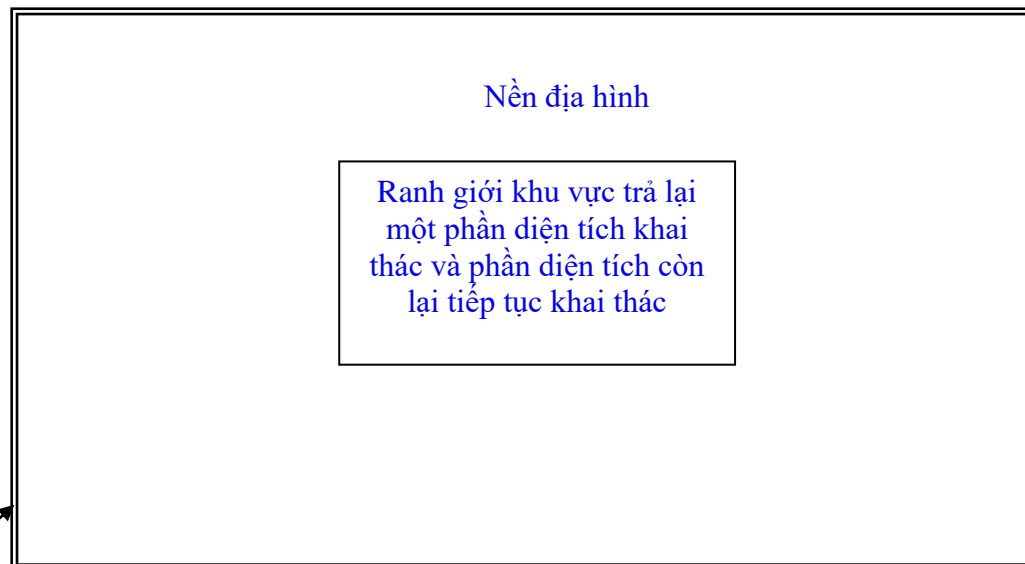 Nền địa hình
Ranh giới khu vực trả lại
một phần diện tích khai
thác và phần diện tích còn
lại tiếp tục khai thác